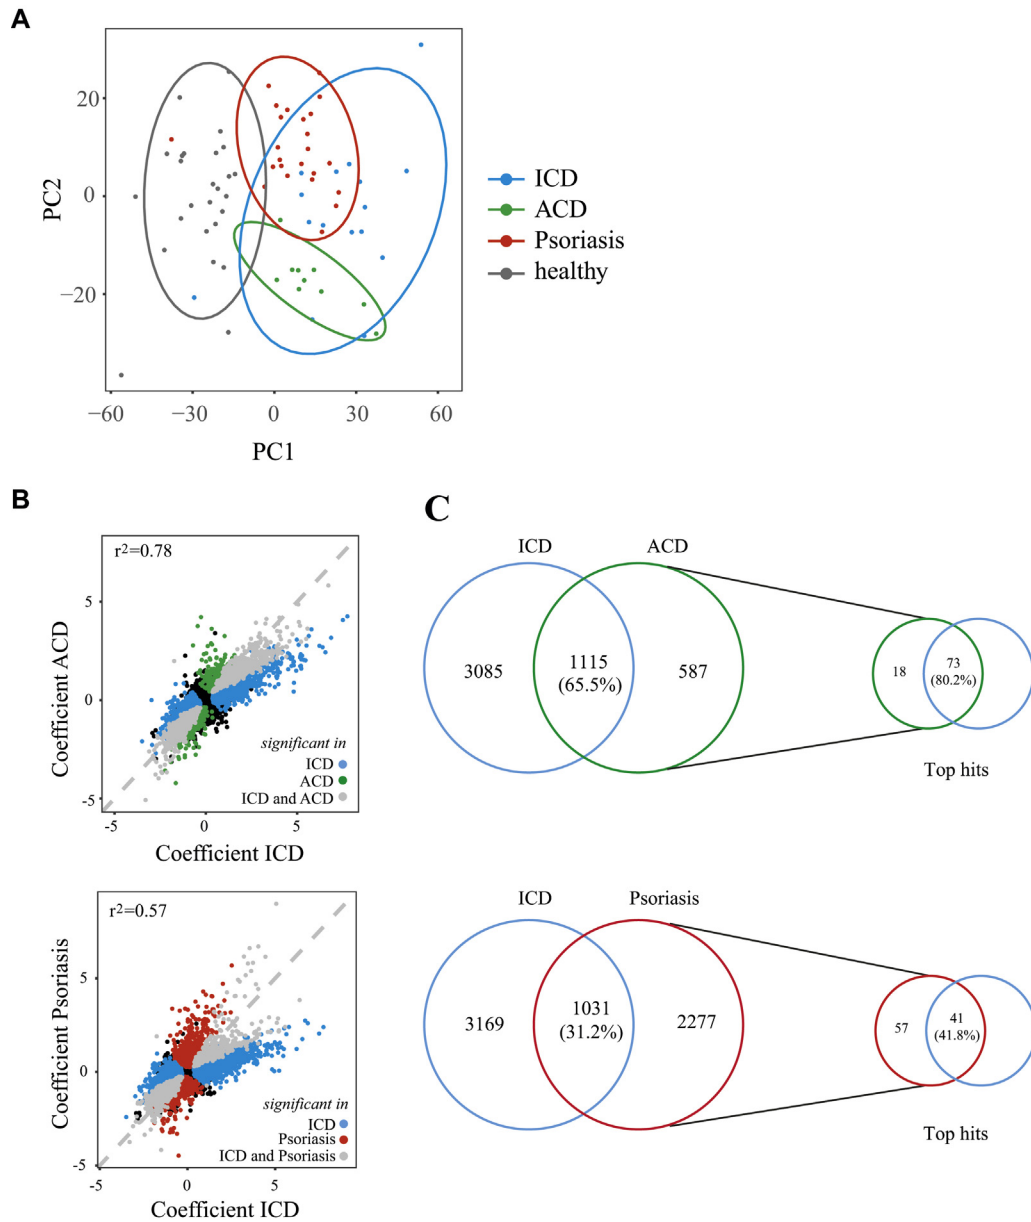 A
PC2
20
0
−20
−60
−30
0
30
60
PC1
ICD
ACD
Psoriasis
healthy
B
r2=0.78
Coefficient ACD
5
0
-5
significant in
ICD
ACD
ICD and ACD
-5
0
5
Coefficient ICD
r2=0.57
Coefficient Psoriasis
5
0
-5
significant in
ICD
Psoriasis
ICD and Psoriasis
-5
0
5
Coefficient ICD
C
ICD
ACD
3085
1115
(65.5%)
587
18
73
(80.2%)
Top hits
ICD
Psoriasis
3169
1031
(31.2%)
2277
57
41
(41.8%)
Top hits